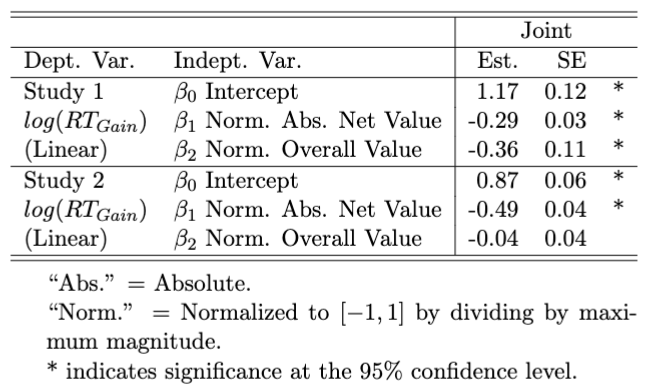 Joint
Dept. Var. Indept. Var. Est. SE
Study 1 β0 Intercept 1.17 0.12 *
log(RTGain) β1 Norm. Abs. Net Value -0.29 0.03 *
(Linear) β2 Norm. Overall Value -0.36 0.11 *
Study 2 β0 Intercept 0.87 0.06 *
log(RTGain) β1 Norm. Abs. Net Value -0.49 0.04 *
(Linear) β2 Norm. Overall Value -0.04 0.04
“Abs.” = Absolute.
“Norm.” = Normalized to [−1, 1] by dividing by maxi-
mum magnitude.
* indicates significance at the 95% confidence level.